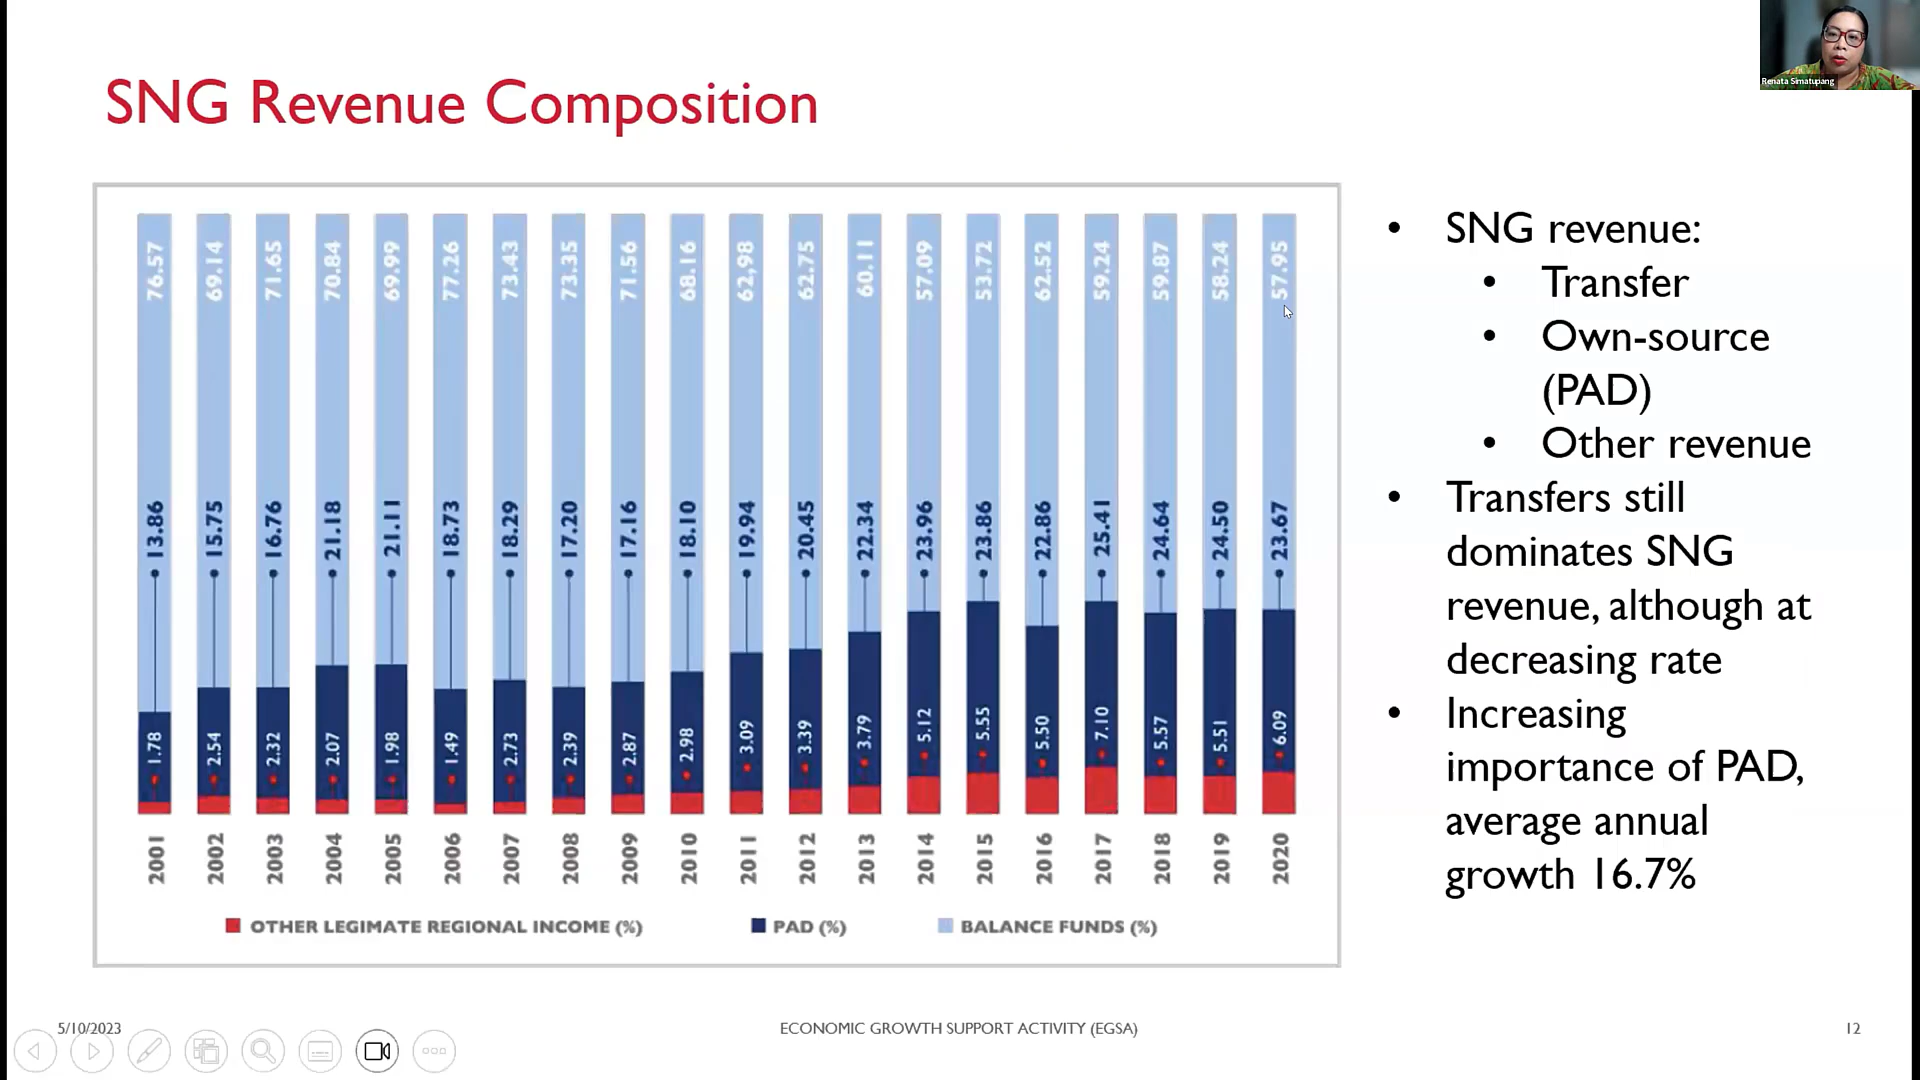 Renata Simatupang
SNG Revenue Composition
76.57 69.14 71.65 70.84 69.99 77.26 73.43 73.35 71.56 68.16 62,98 62.75 60.11 57.09 53.72 62.52 59.24 59.87 58.24 57.95
13.86 15.75 16.76 21.18 21.11 18.73 18.29 17.20 17.16 18.10 19.94 20.45 22.34 23.96 23.86 22.86 25.41 24.64 24.50 23.67
1.78 2.54 2.32 2.07 1.98 1.49 2.73 2.39 2.87 2.98 3.09 3.39 3.79 5.12 5.55 5.50 7.10 5.57 5.51 6.09
2001 2002 2003 2004 2005 2006 2007 2008 2009 2010 2011 2012 2013 2014 2015 2016 2017 2018 2019 2020
OTHER LEGIMATE REGIONAL INCOME (%) PAD (%) BALANCE FUNDS (%)
• SNG revenue:
• Transfer
• Own-source
(PAD)
• Other revenue
• Transfers still
dominates SNG
revenue, although at
decreasing rate
• Increasing
importance of PAD,
average annual
growth 16.7%
5/10/2023
ECONOMIC GROWTH SUPPORT ACTIVITY (EGSA)
12